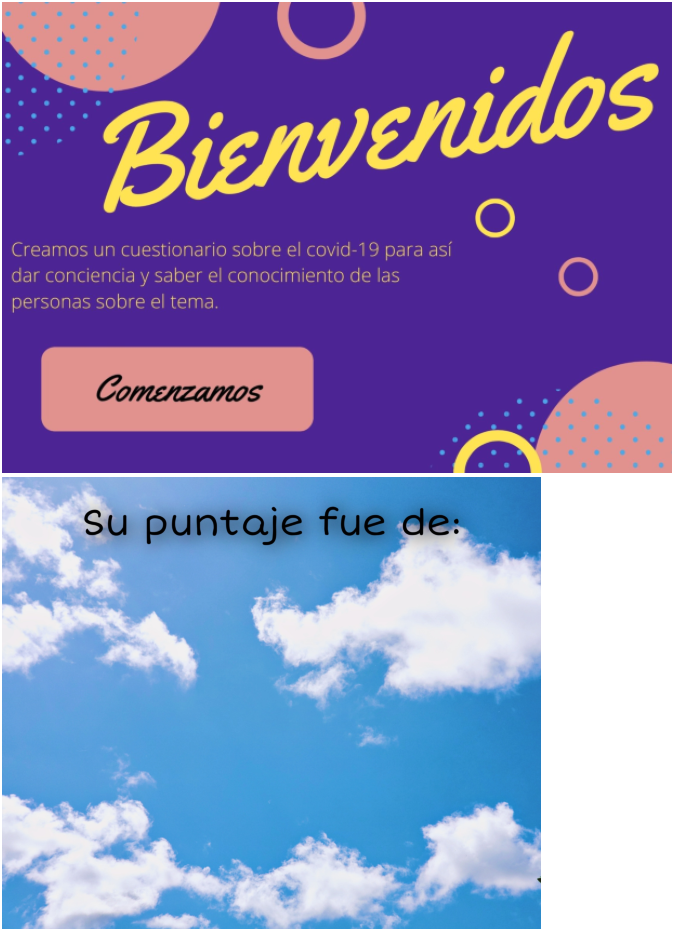 Bienvenidos
Creamos un cuestionario sobre el covid-19 para así
dar conciencia y saber el conocimiento de las
personas sobre el tema.
Comenzamos
Su puntaje fue de: